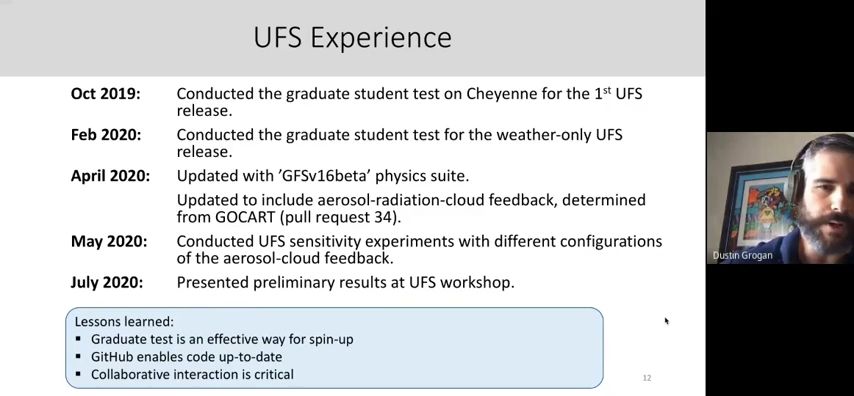 UFS Experience
Oct 2019: Conducted the graduate student test on Cheyenne for the 1st UFS
release.
Feb 2020: Conducted the graduate student test for the weather-only UFS
release.
April 2020: Updated with ‘GFSv16beta’ physics suite.
Updated to include aerosol-radiation-cloud feedback, determined
from GOCART (pull request 34).
May 2020: Conducted UFS sensitivity experiments with different configurations
of the aerosol-cloud feedback.
July 2020: Presented preliminary results at UFS workshop.
Lessons learned:
▪ Graduate test is an effective way for spin-up
▪ GitHub enables code up-to-date
▪ Collaborative interaction is critical
12
Dustin Grogan